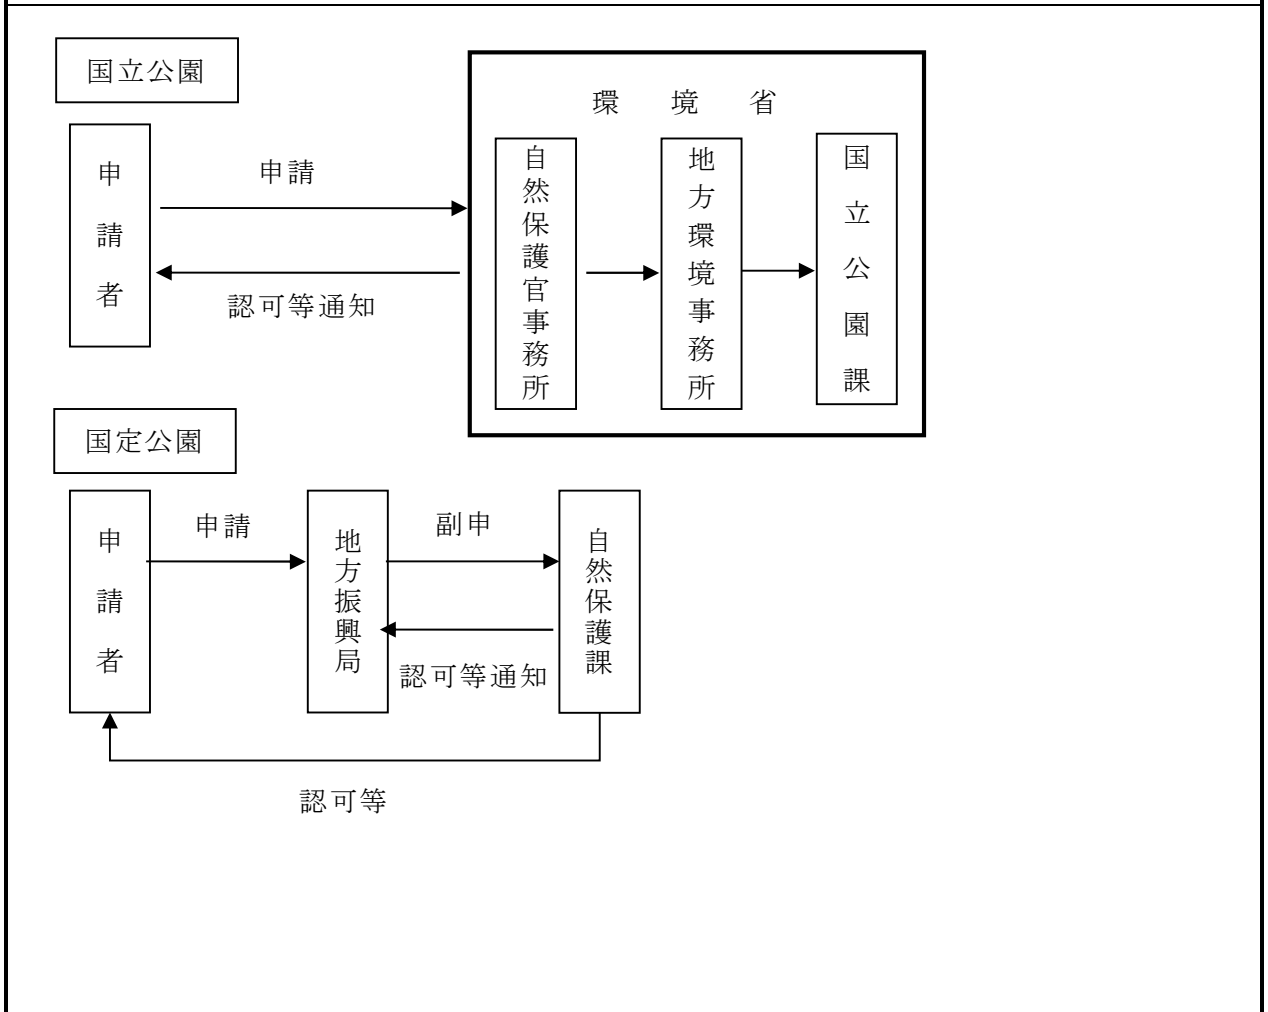 国立公園
環境省
申請者
申請
認可等通知
自然保護官事務所
地方環境事務所
国立公園課
国定公園
申請者
申請
地方振興局
副申
認可等通知
自然保護課
認可等